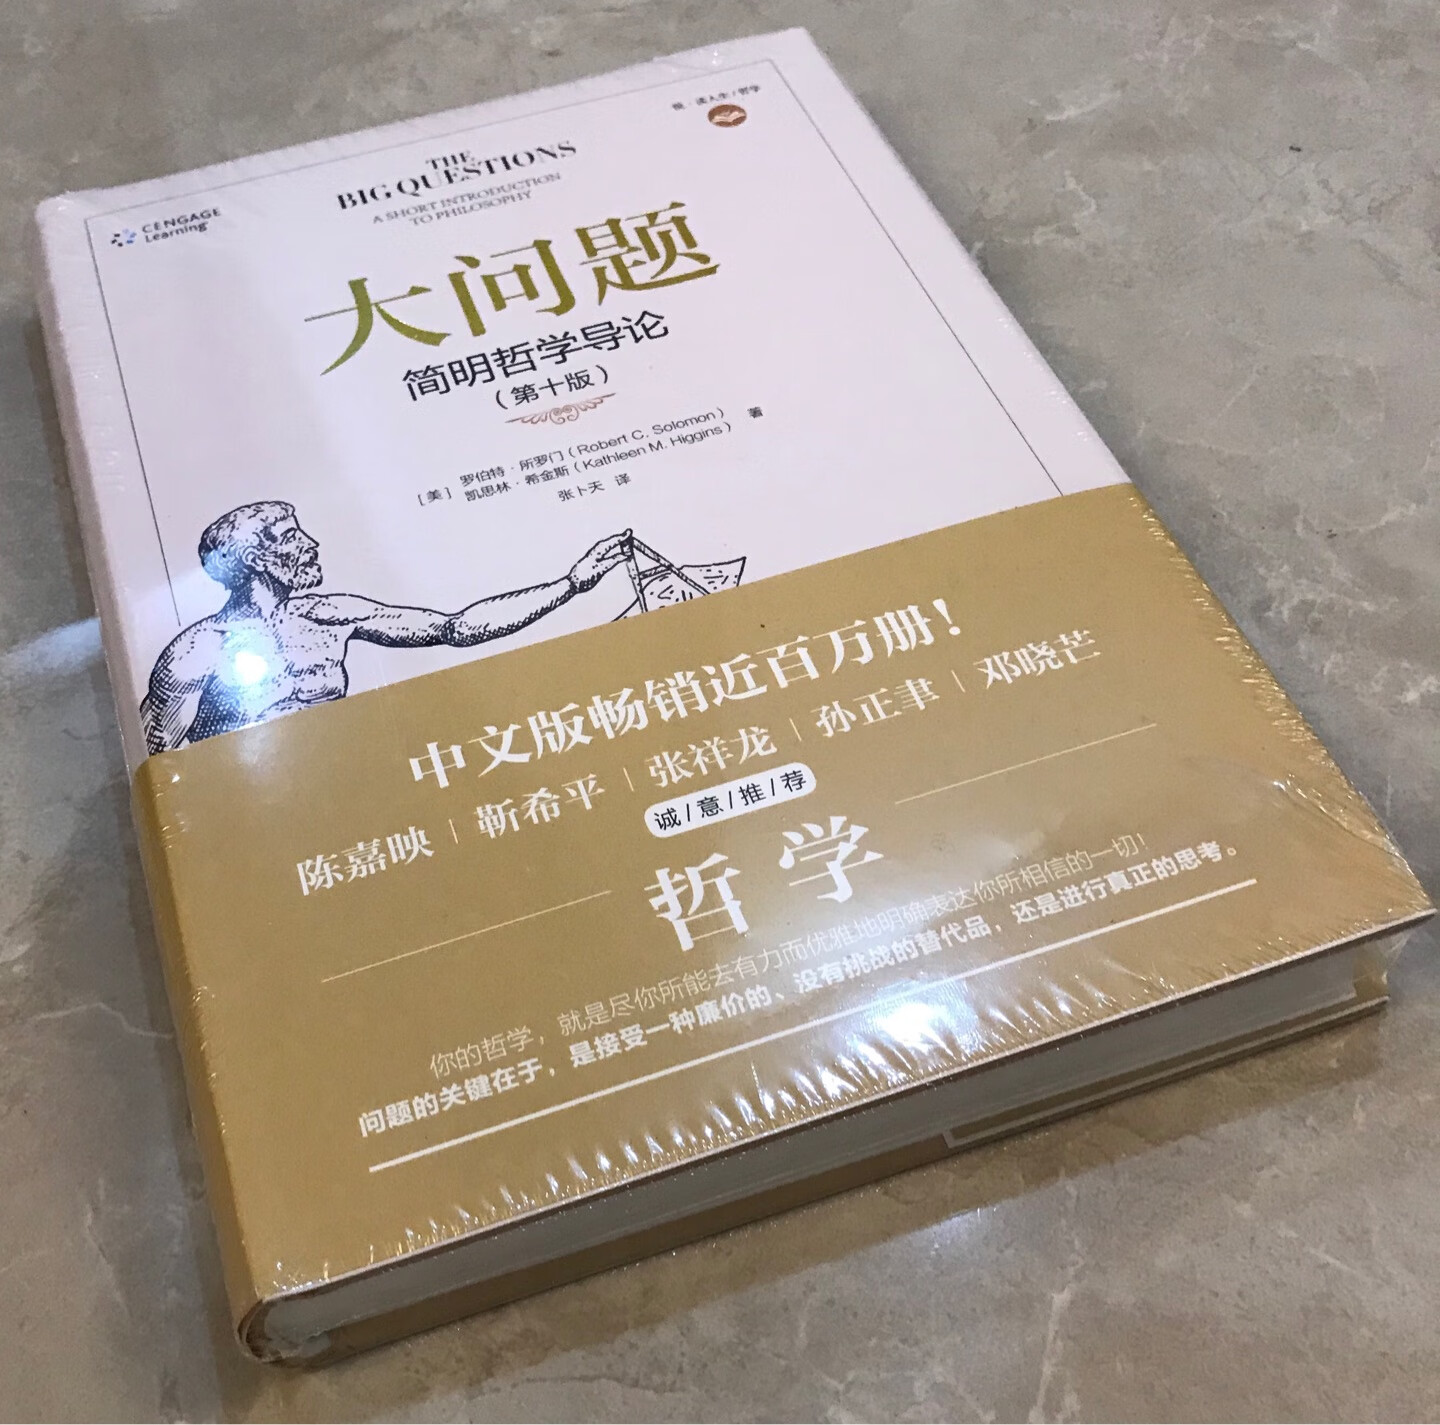 悦·读人生/哲学
THE
BIG QUESTIONS
A SHORT INTRODUCTION
TO PHILOSOPHY
CENGAGE
Learning
大问题
简明哲学导论
（第十版）
罗伯特·所罗门（Robert C. Solomon）
［美］ 著
凯思林·希金斯（Kathleen M. Higgins）
张卜天 译
中文版畅销近百万册！
陈嘉映｜靳希平｜张祥龙｜孙正聿｜邓晓芒
诚/意/推/荐
哲学
你的哲学，就是尽你所能去有力而优雅地明确表达你所相信的一切！
问题的关键在于，是接受一种廉价的、没有挑战的替代品，还是进行真正的思考。